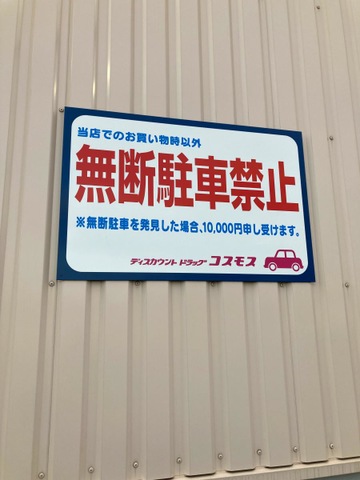 当店でのお買い物時以外
無断駐車禁止
※無断駐車を発見した場合、10,000円申し受けます。
ディスカウント ドラッグ コスモス